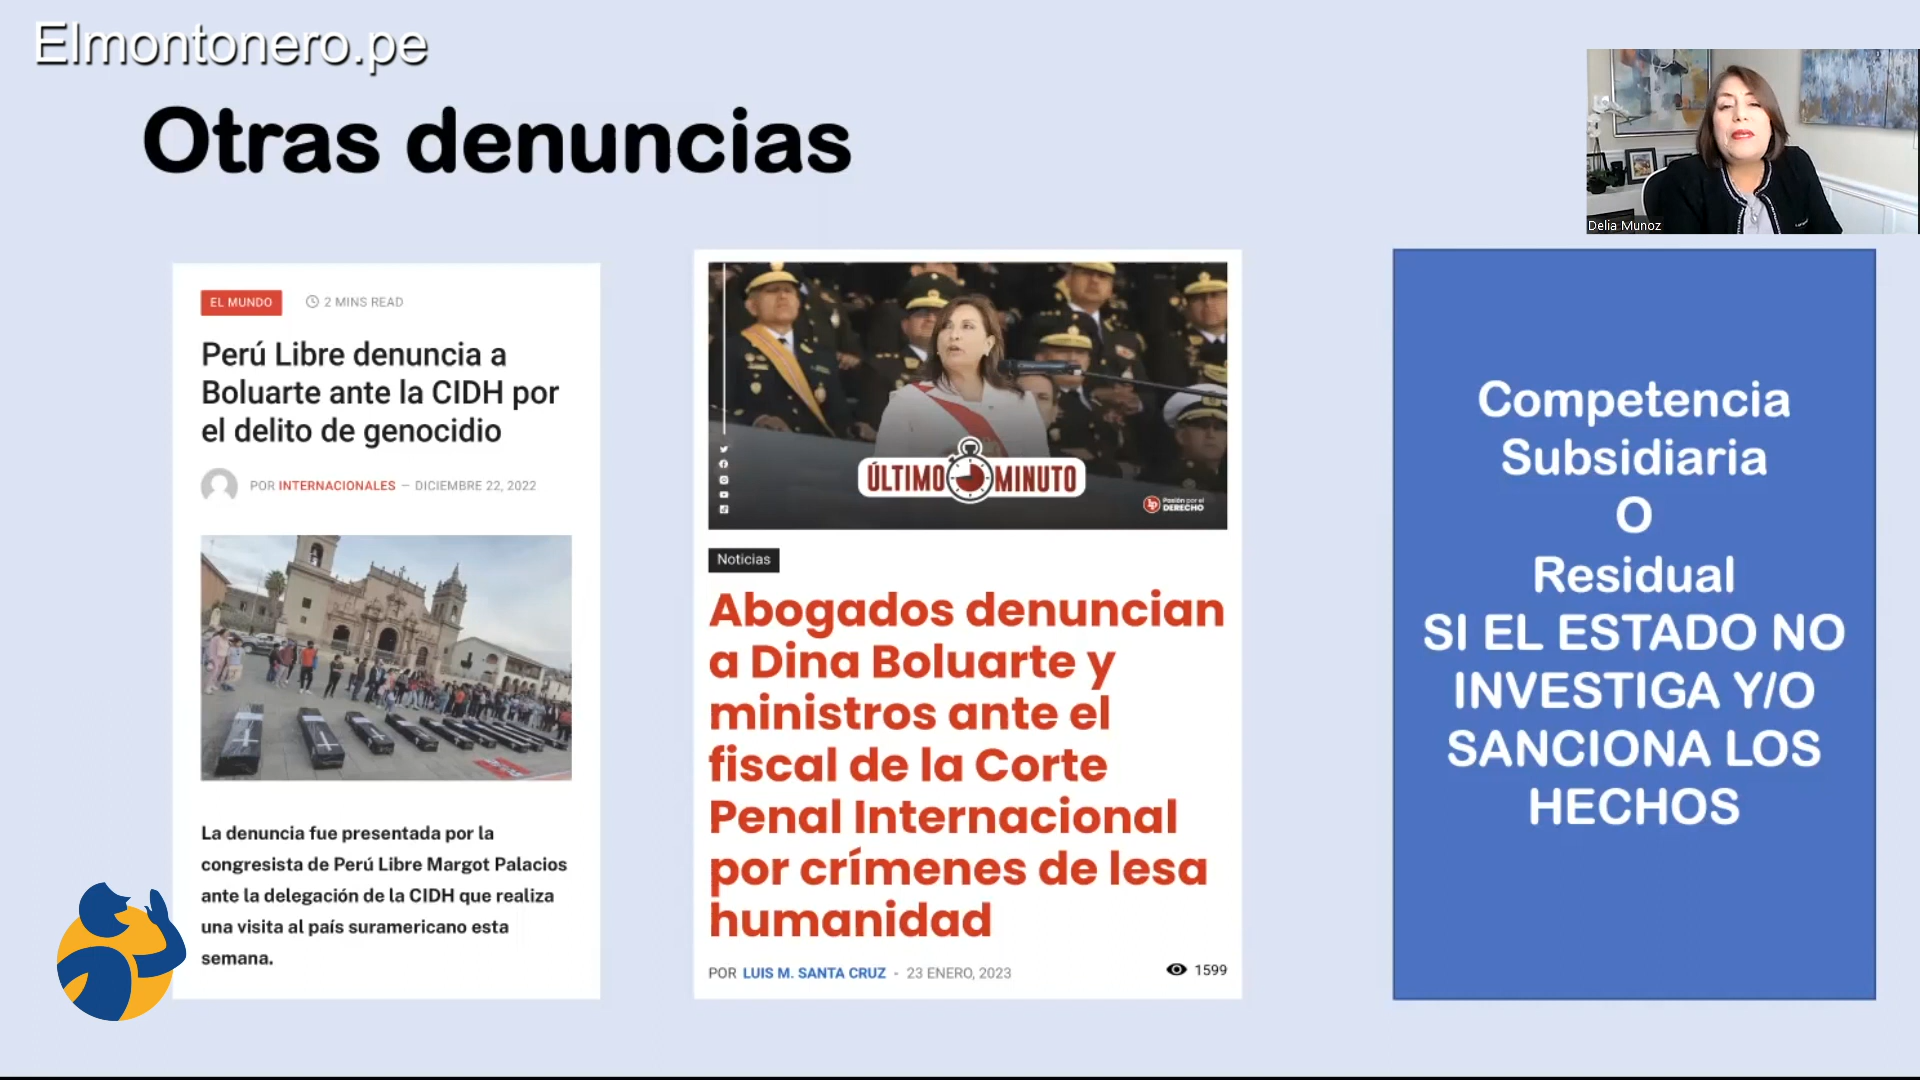 Elmontonero.pe
Otras denuncias
Delia Munoz
EL MUNDO
2 MINS READ
Perú Libre denuncia a
Boluarte ante la CIDH por
el delito de genocidio
POR INTERNACIONALES — DICIEMBRE 22, 2022
La denuncia fue presentada por la
congresista de Perú Libre Margot Palacios
ante la delegación de la CIDH que realiza
una visita al país suramericano esta
semana.
ÚLTIMO MINUTO
LP Pasión por el
DERECHO
Noticias
Abogados denuncian
a Dina Boluarte y
ministros ante el
fiscal de la Corte
Penal Internacional
por crímenes de lesa
humanidad
POR LUIS M. SANTA CRUZ - 23 ENERO, 2023
1599
Competencia
Subsidiaria
O
Residual
SI EL ESTADO NO
INVESTIGA Y/O
SANCIONA LOS
HECHOS